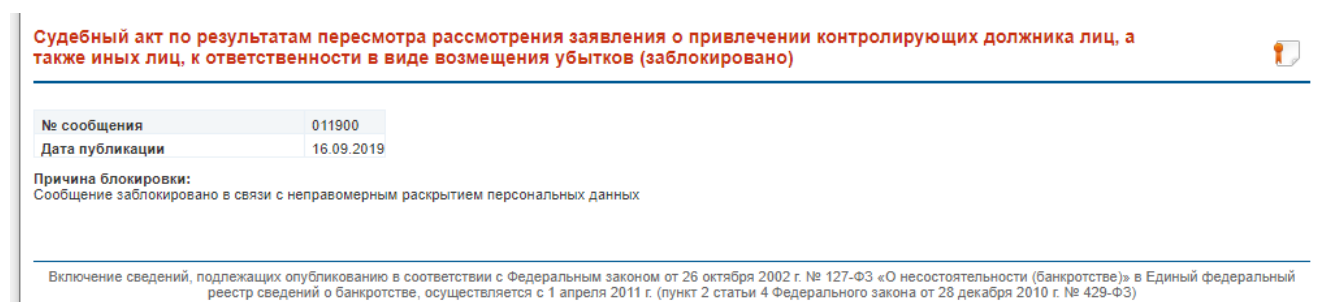 Судебный акт по результатам пересмотра рассмотрения заявления о привлечении контролирующих должника лиц, а
также иных лиц, к ответственности в виде возмещения убытков (заблокировано)
№ сообщения 011900
Дата публикации 16.09.2019
Причина блокировки:
Сообщение заблокировано в связи с неправомерным раскрытием персональных данных
Включение сведений, подлежащих опубликованию в соответствии с Федеральным законом от 26 октября 2002 г. № 127-ФЗ «О несостоятельности (банкротстве)» в Единый федеральный
реестр сведений о банкротстве, осуществляется с 1 апреля 2011 г. (пункт 2 статьи 4 Федерального закона от 28 декабря 2010 г. № 429-ФЗ)